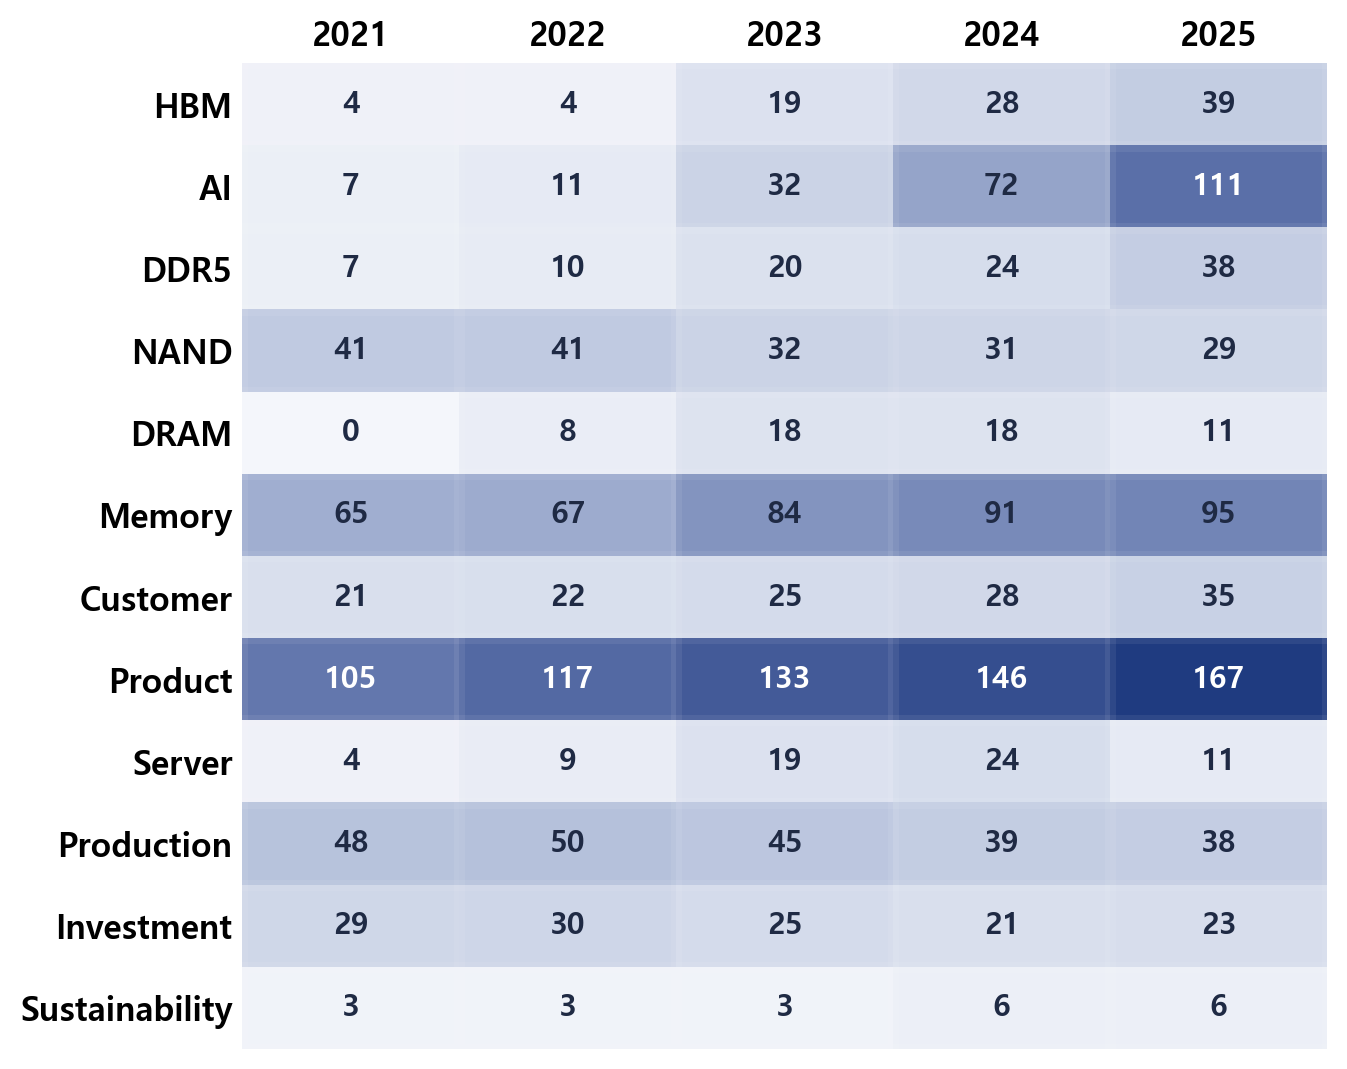 2021 2022 2023 2024 2025
HBM 4 4 19 28 39
AI 7 11 32 72 111
DDR5 7 10 20 24 38
NAND 41 41 32 31 29
DRAM 0 8 18 18 11
Memory 65 67 84 91 95
Customer 21 22 25 28 35
Product 105 117 133 146 167
Server 4 9 19 24 11
Production 48 50 45 39 38
Investment 29 30 25 21 23
Sustainability 3 3 3 6 6